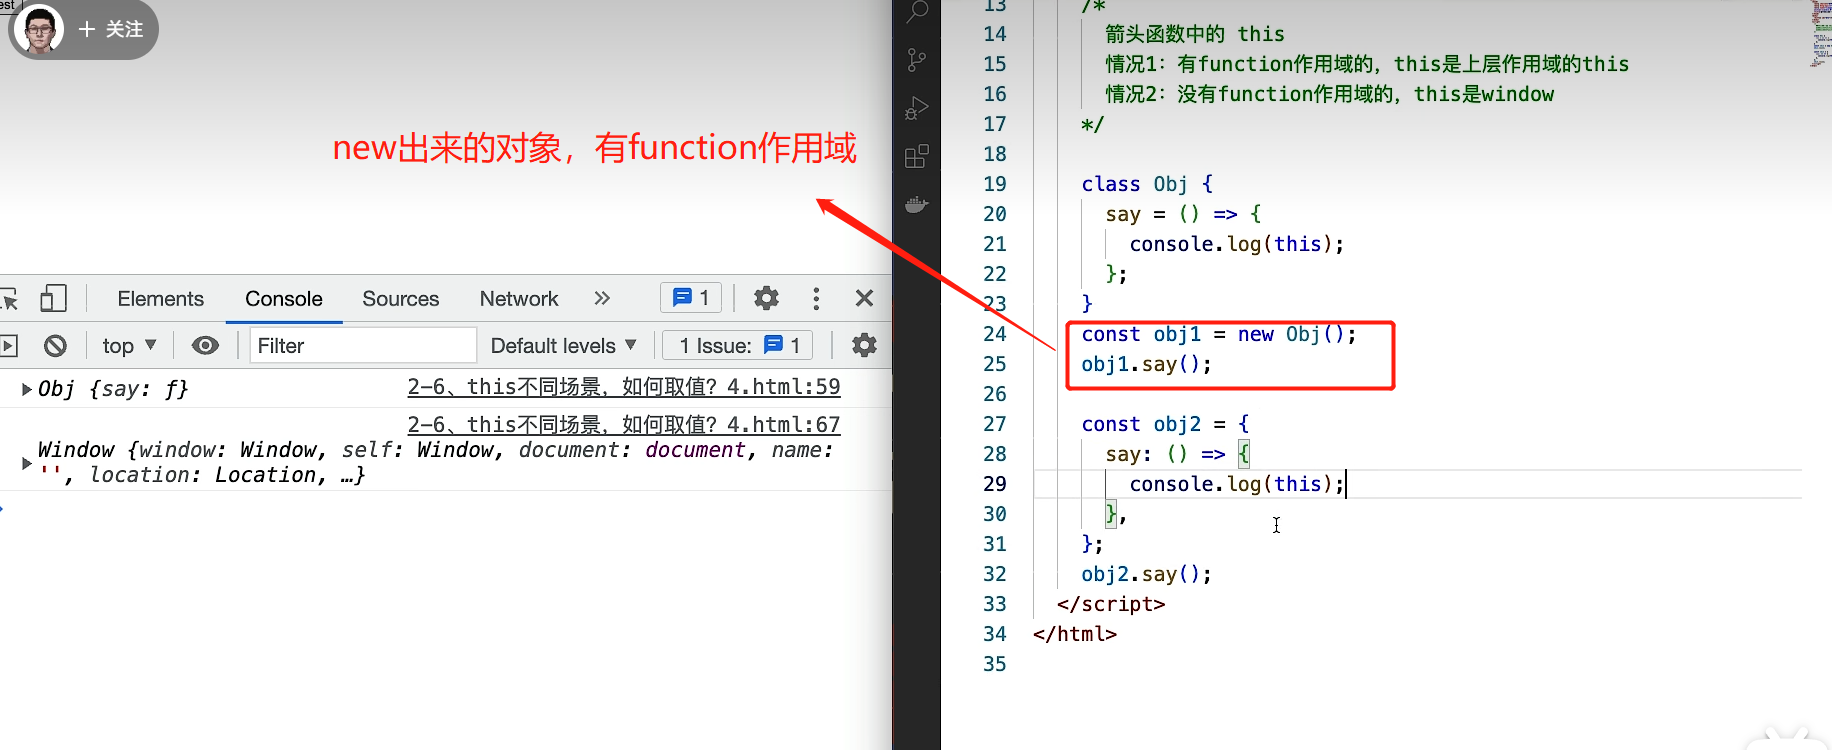 est
+ 关注
new出来的对象，有function作用域
Elements
Console
Sources
Network
»
1
top ▼
Filter
Default levels ▼
1 Issue:
1
▶Obj {say: ƒ}
2-6、this不同场景，如何取值？4.html:59
2-6、this不同场景，如何取值？4.html:67
▶Window {window: Window, self: Window, document: document, name:
'', location: Location, …}
13 /*
14 箭头函数中的 this
15 情况1：有function作用域的，this是上层作用域的this
16 情况2：没有function作用域的，this是window
17 */
18
19 class Obj {
20 say = () => {
21 console.log(this);
22 };
23 }
24 const obj1 = new Obj();
25 obj1.say();
26
27 const obj2 = {
28 say: () => {
29 console.log(this);
30 },
31 };
32 obj2.say();
33 </script>
34 </html>
35